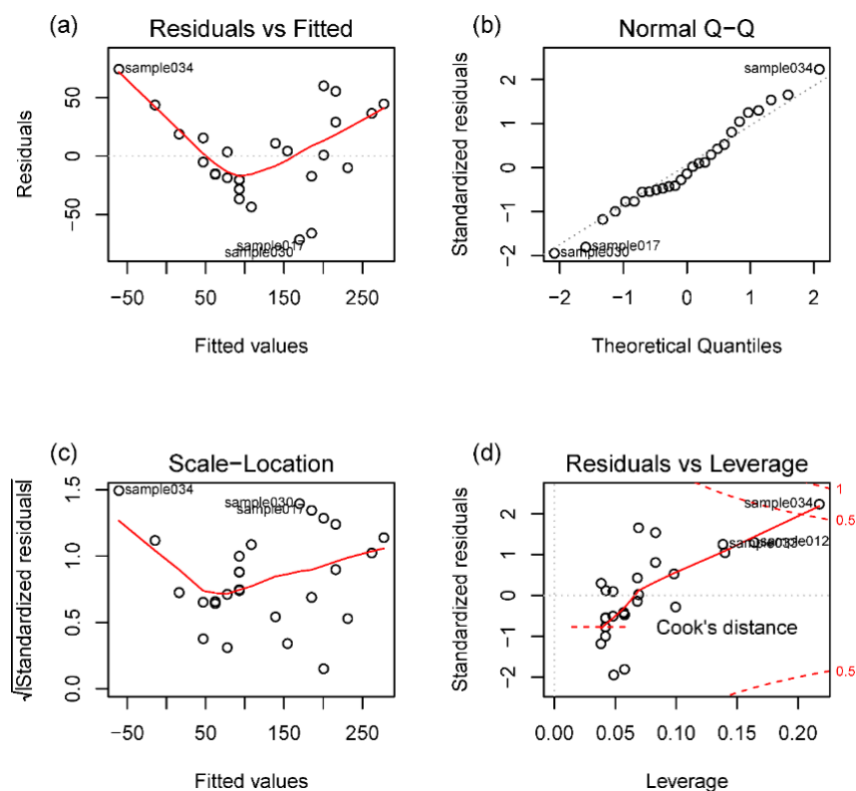 (a)
Residuals vs Fitted
Residuals
50
0
−50
sample034
sample017
sample030
−50
50
150
250
Fitted values
(b)
Normal Q−Q
Standardized residuals
2
1
0
−1
−2
sample034
sample017
sample030
−2
−1
0
1
2
Theoretical Quantiles
(c)
Scale−Location
√|Standardized residuals|
1.5
1.0
0.5
0.0
sample034
sample030
sample017
−50
50
150
250
Fitted values
(d)
Residuals vs Leverage
Standardized residuals
2
1
0
−1
−2
sample034
sample033
sample012
Cook's distance
1
0.5
0.5
0.00
0.05
0.10
0.15
0.20
Leverage